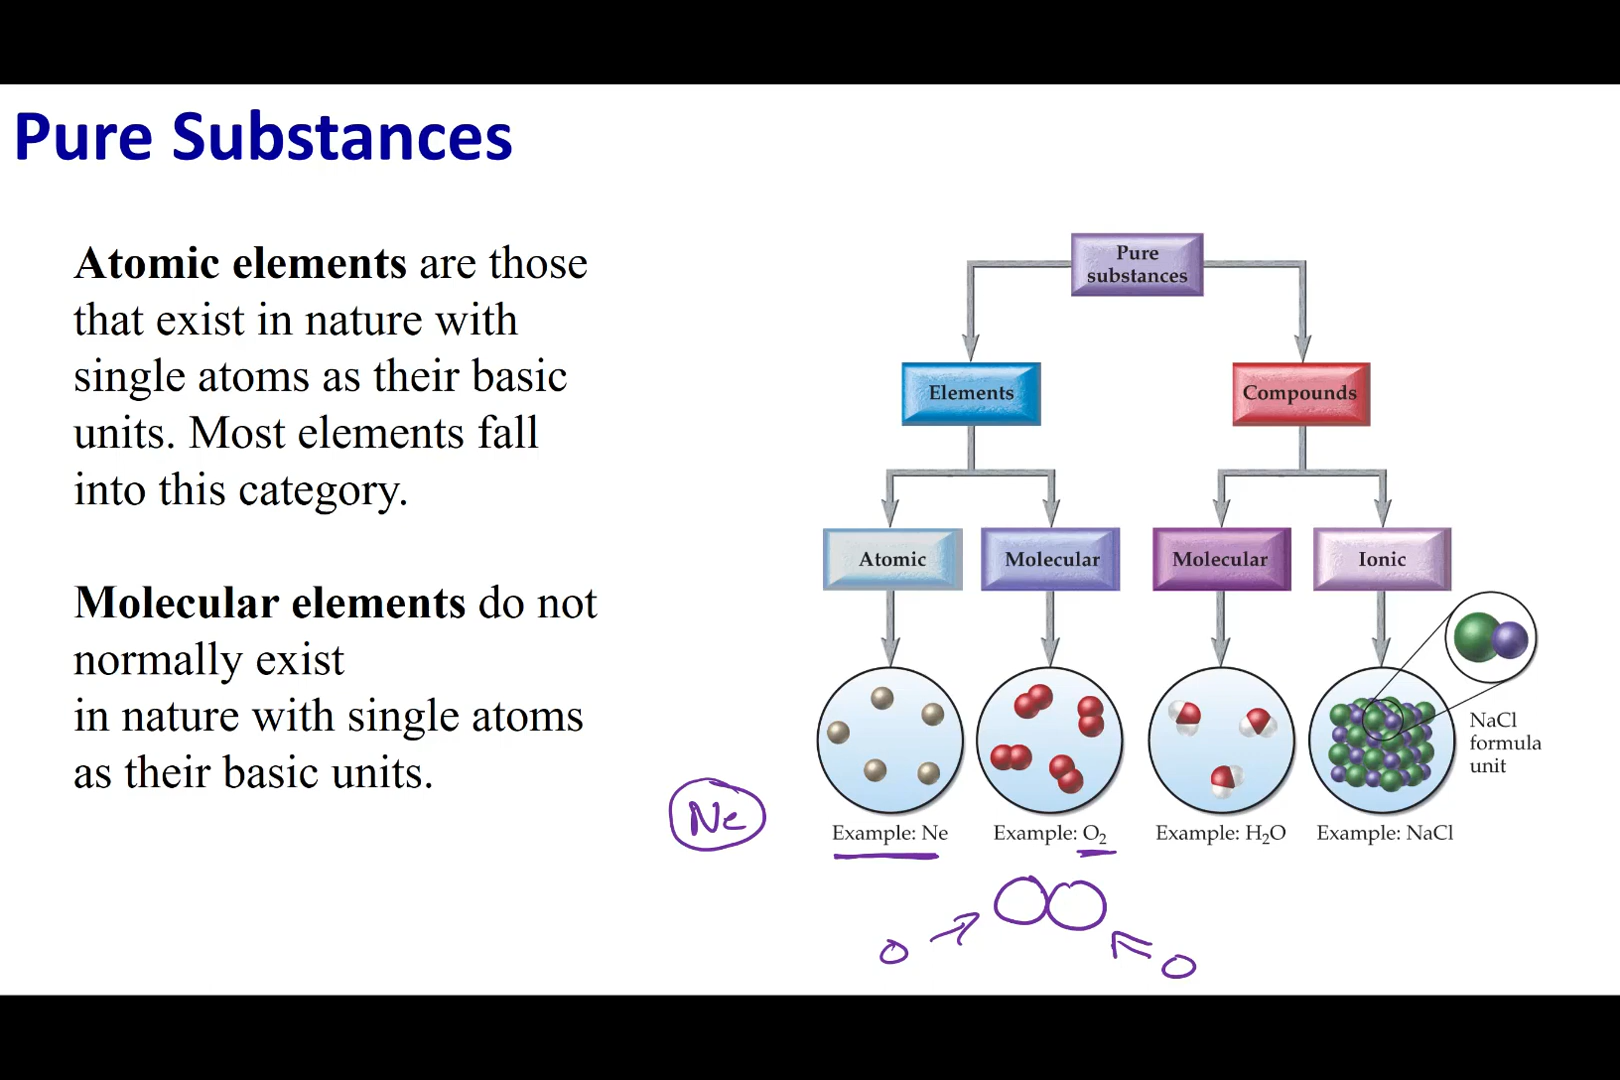 Pure Substances
Atomic elements are those
that exist in nature with
single atoms as their basic
units. Most elements fall
into this category.
Molecular elements do not
normally exist
in nature with single atoms
as their basic units.
Pure
substances
Elements
Compounds
Atomic
Molecular
Molecular
Ionic
NaCl
formula
unit
Example: Ne
Example: O₂
Example: H₂O
Example: NaCl
Ne
O
O